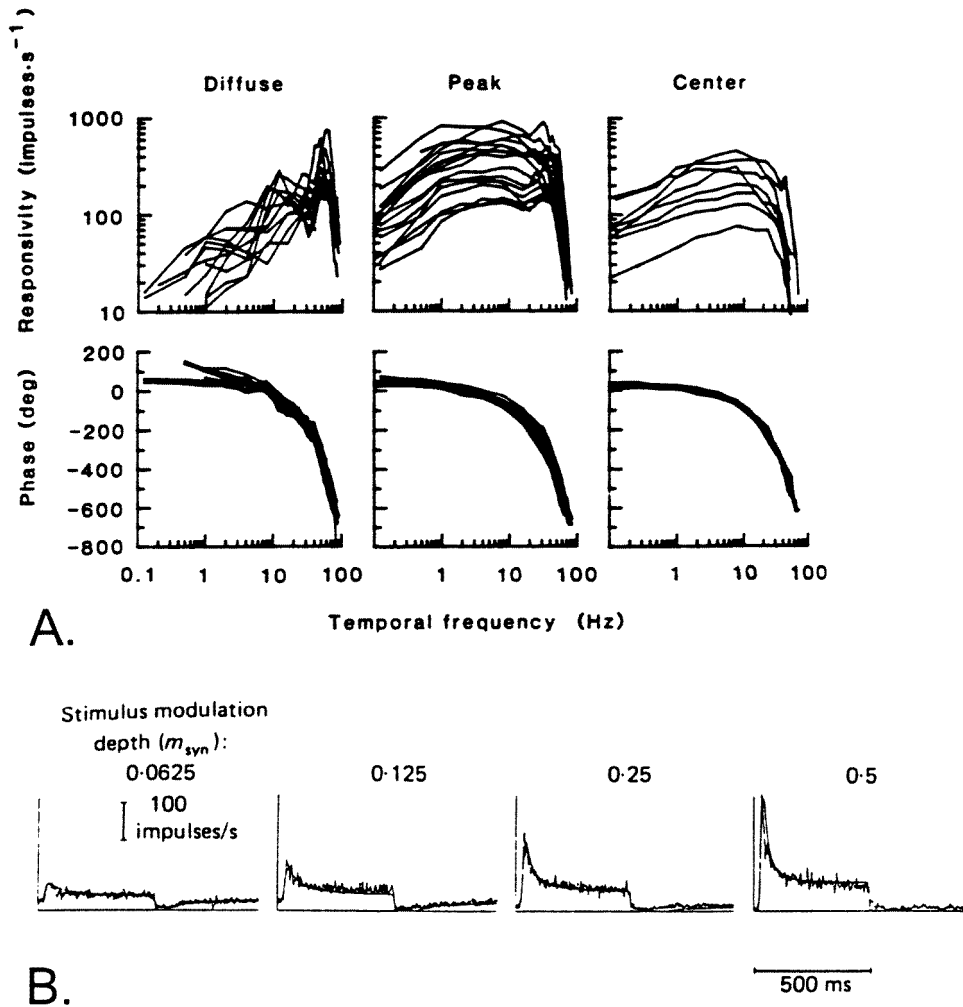 Responsivity (Impulses·s⁻¹)
Diffuse
Peak
Center
1000
100
10
Phase (deg)
200
0
-200
-400
-600
-800
0.1 1 10 100
1 10 100
1 10 100
Temporal frequency (Hz)
A.
Stimulus modulation
depth (m_syn):
0·0625
0·125
0·25
0·5
100
impulses/s
500 ms
B.